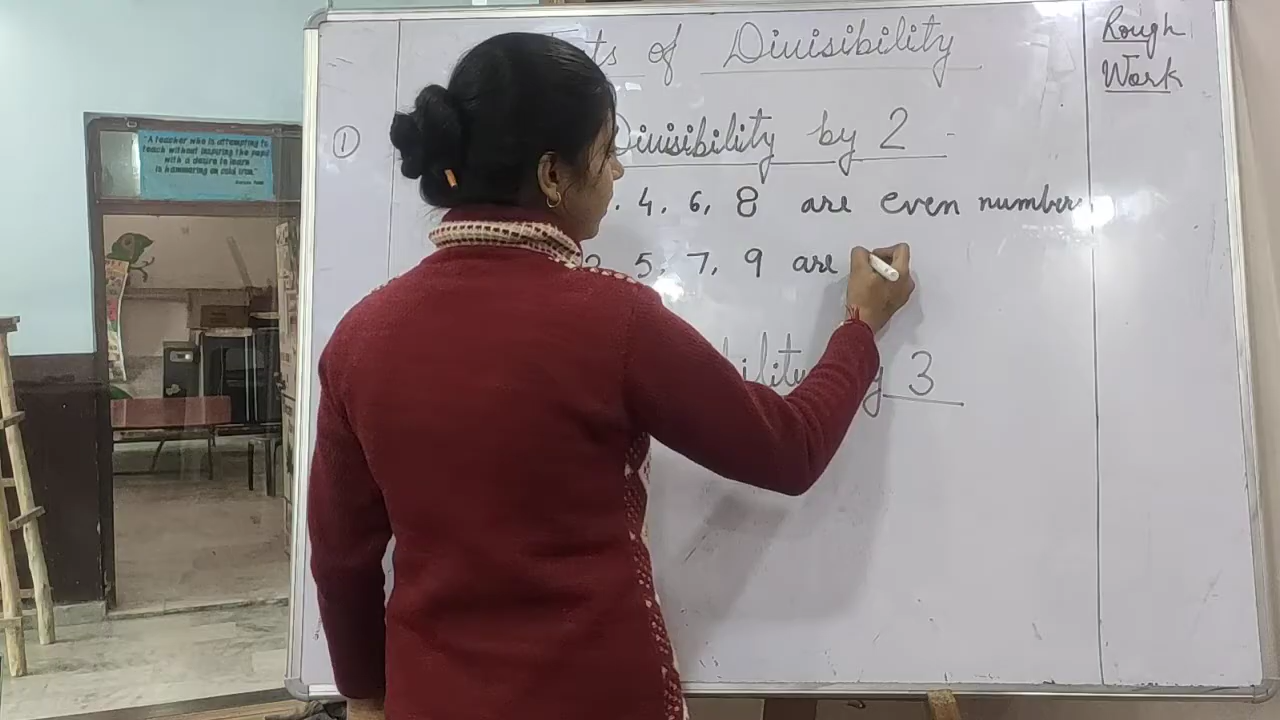 "A teacher who is attempting to
teach without inspiring the pupil
with a desire to learn
is hammering on cold iron."
of Divisibility
Rough
Work
① Divisibility by 2 -
4, 6, 8 are even numbers
5, 7, 9 are
by 3